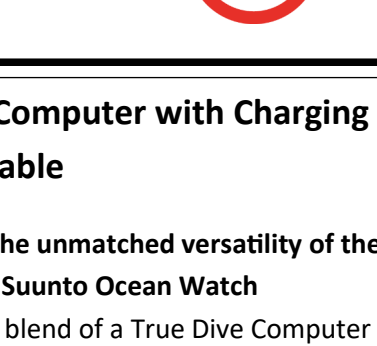 Computer with Charging
able
he unmatched versatility of the
Suunto Ocean Watch
blend of a True Dive Computer